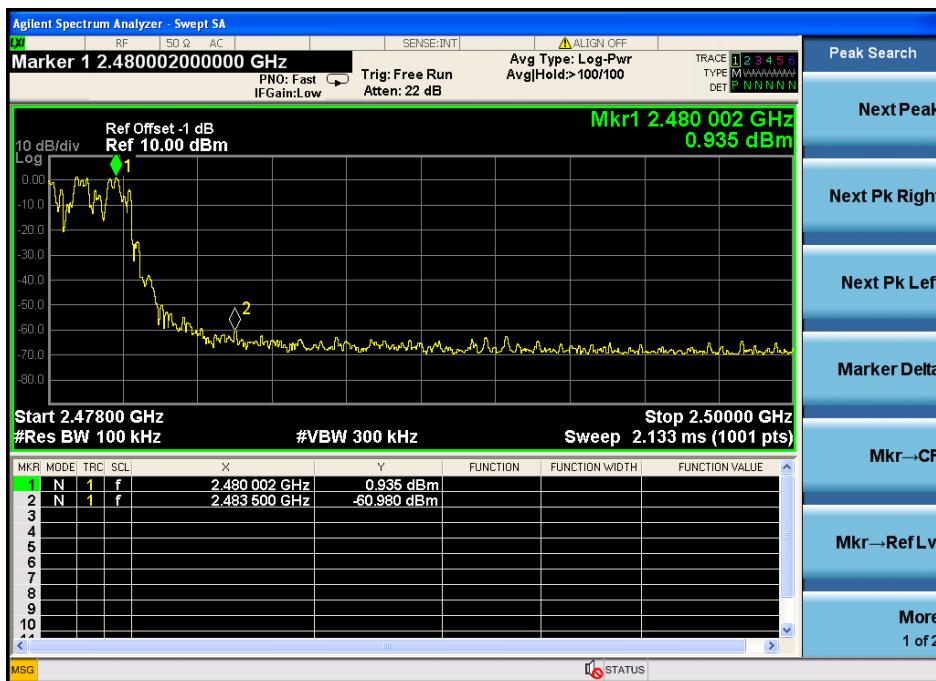 Agilent Spectrum Analyzer - Swept SA
LXI RF 50 Ω AC SENSE:INT ALIGN OFF
Marker 1 2.480002000000 GHz
PNO: Fast
IFGain:Low
Trig: Free Run
Atten: 22 dB
Avg Type: Log-Pwr
Avg|Hold:>100/100
TRACE 1 2 3 4 5 6
TYPE M WWWWW
DET P N N N N N
Mkr1 2.480 002 GHz
0.935 dBm
Ref Offset -1 dB
10 dB/div Ref 10.00 dBm
Log
1
0.00
-10.0
-20.0
-30.0
-40.0
-50.0
2
-60.0
-70.0
-80.0
Start 2.47800 GHz Stop 2.50000 GHz
#Res BW 100 kHz #VBW 300 kHz Sweep 2.133 ms (1001 pts)
MKR MODE TRC SCL X Y FUNCTION FUNCTION WIDTH FUNCTION VALUE
1 N 1 f 2.480 002 GHz 0.935 dBm
2 N 1 f 2.483 500 GHz -60.980 dBm
3
4
5
6
7
8
9
10
11
MSG STATUS
Peak Search
Next Peak
Next Pk Right
Next Pk Left
Marker Delta
Mkr→CF
Mkr→Ref Lv
More
1 of 2